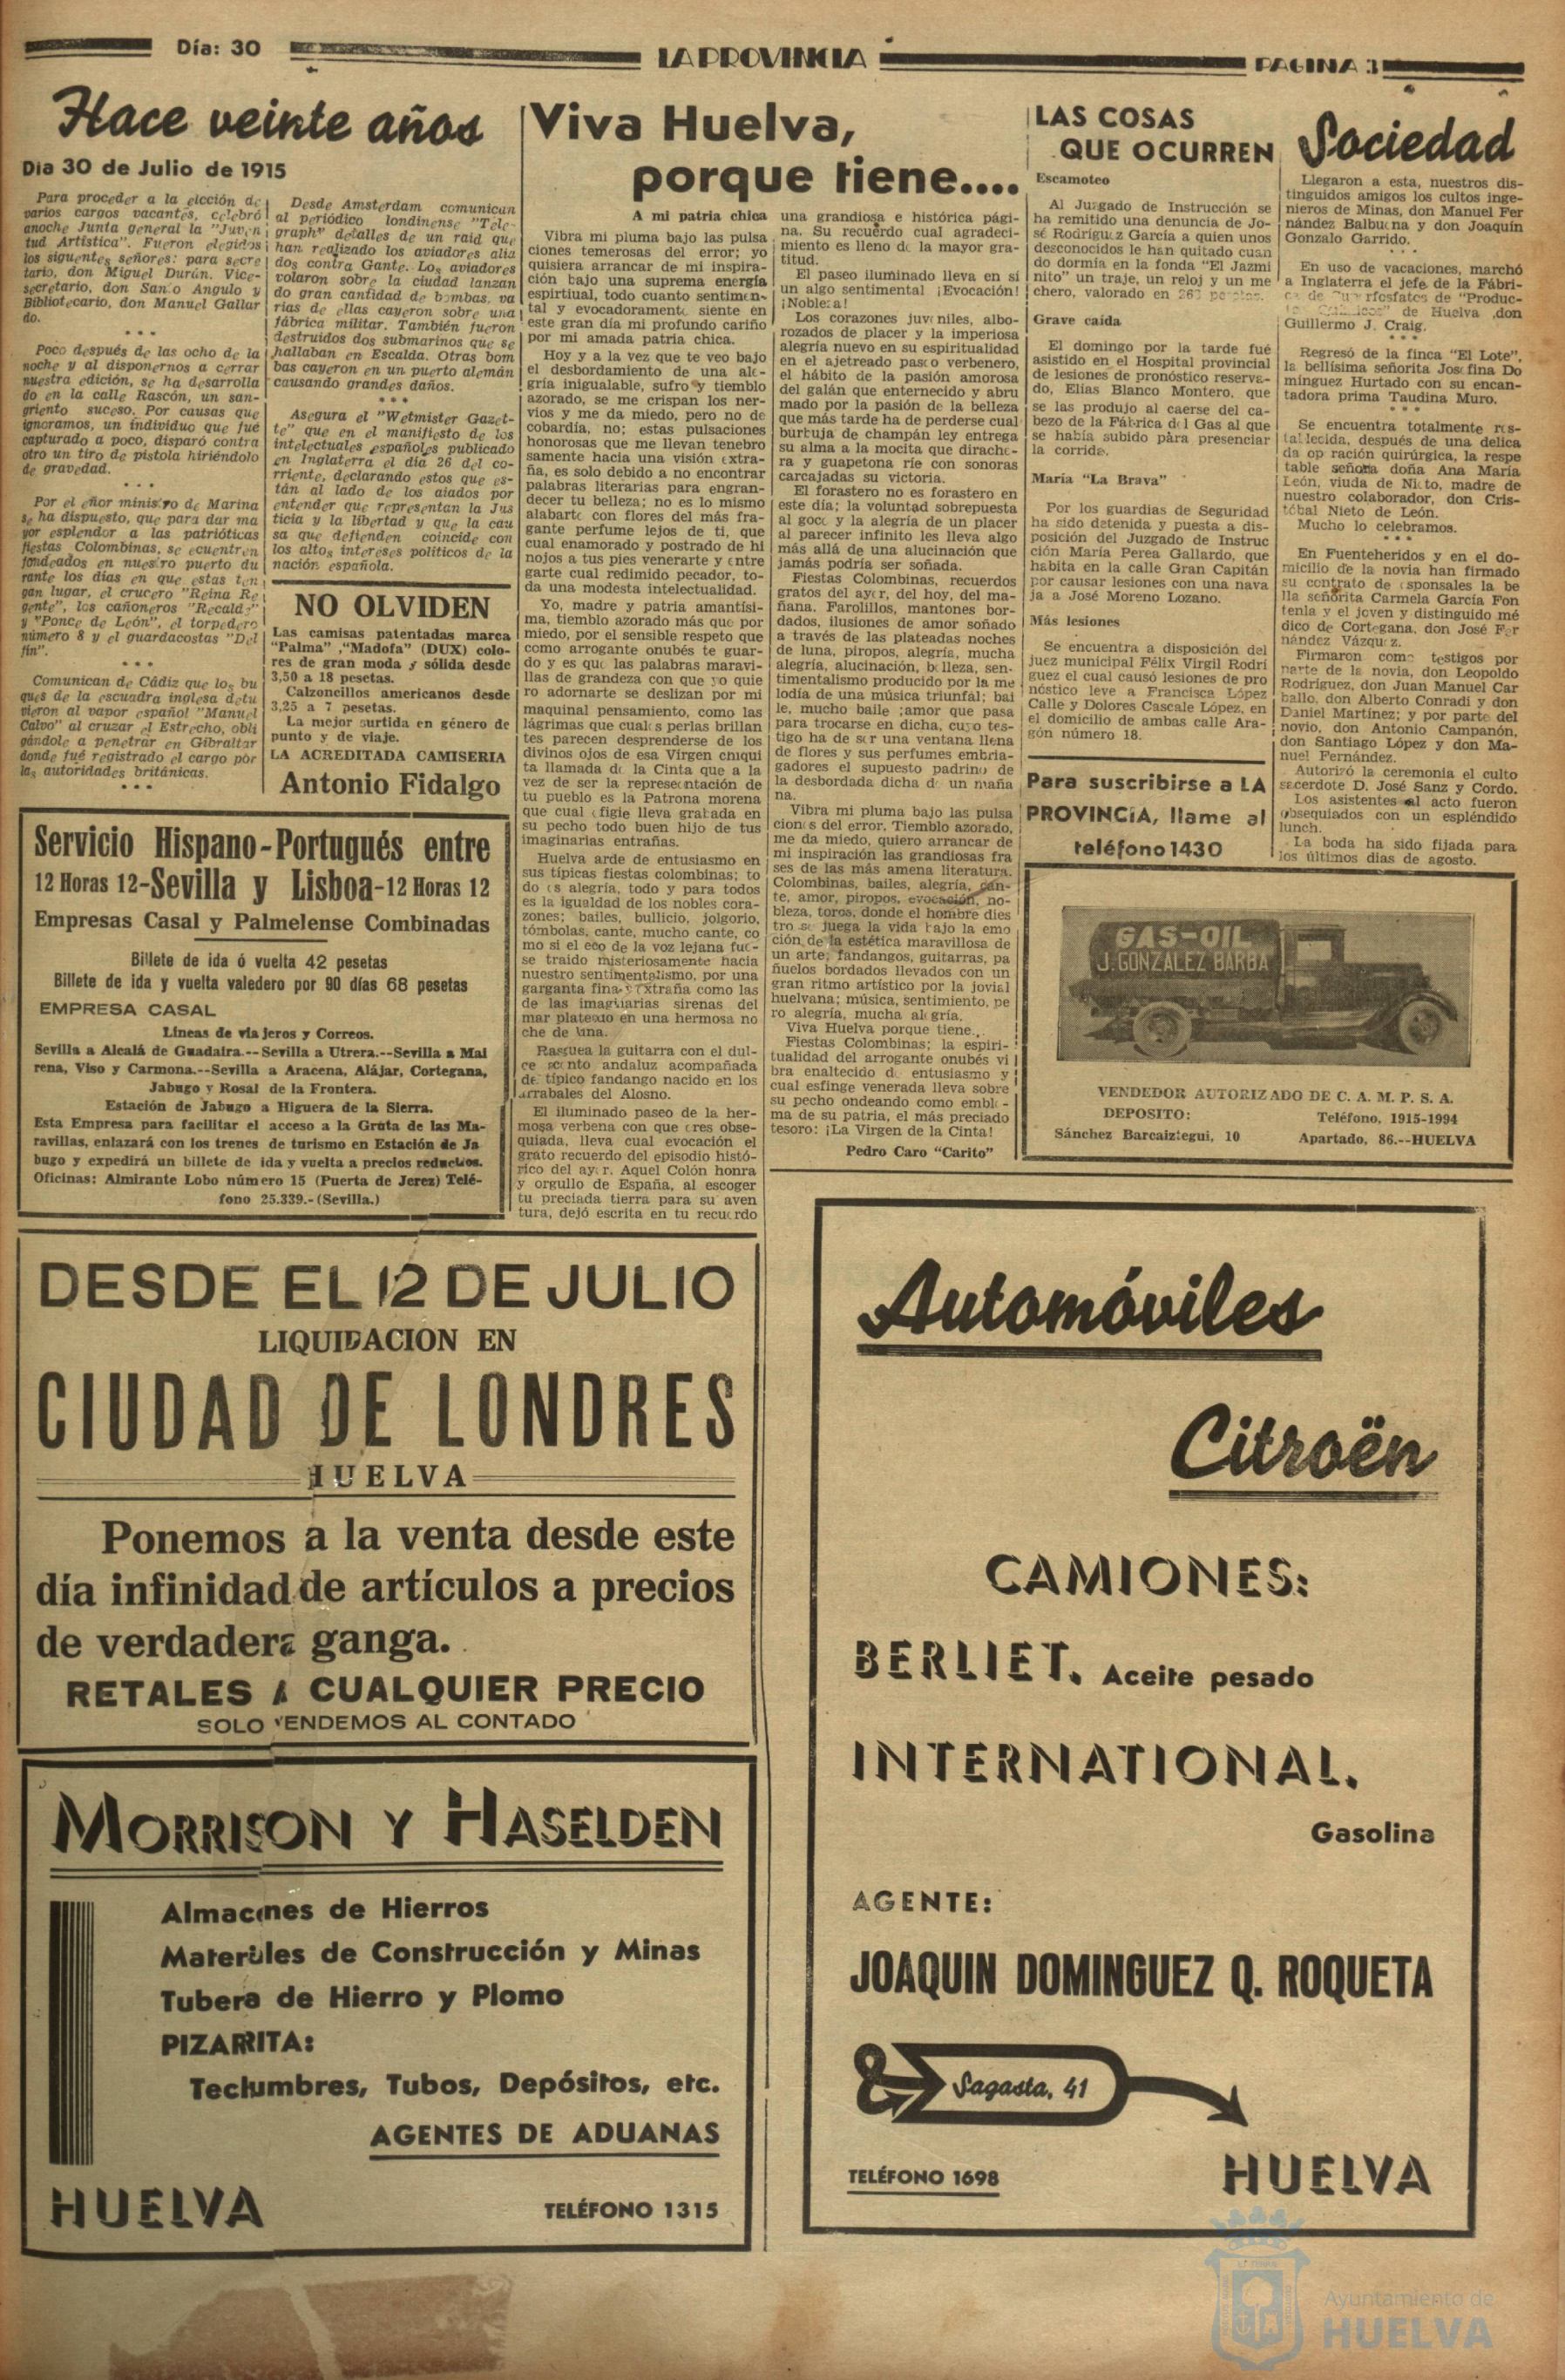 Día: 30
LA PROVINCIA
PAGINA 3
Hace veinte años
Dia 30 de Julio de 1915
Para proceder a la elcción de
varios cargos vacantes, celebró
anoche Junta general la "Juven
tud Artística". Fueron elegidos
los siguentes señores: para secre
tario, don Miguel Durán. Vice-
secretario, don Santo Angulo y
Bibliotecario, don Manuel Gallar
do.
* * *
Poco después de las ocho de la
noche y al disponernos a cerrar
nuestra edición, se ha desarrolla
do en la calle Rascón, un san-
griento suceso. Por causas que
ignoramos, un individuo que fué
capturado a poco, disparó contra
otro un tiro de pistola hiriéndolo
de gravedad.
* * *
Por el eñor ministro de Marina
se ha dispuesto, que para dar ma
yor esplendor a las patrióticas
fiestas Colombinas, se ecuentren
fondeados en nuestro puerto du
rante los días en que estas ten
gan lugar, el crucero "Reina Re
gente", los cañoneros "Recalde"
y "Ponce de León", el torpedero
número 8 y el guardacostas "Del
fín".
* * *
Comunican de Cádiz que los bu
ques de la escuadra inglesa detu
vieron al vapor español "Manuel
Calvo" al cruzar el Estrecho, obli
gándole a penetrar en Gibraltar
donde fué registrado el cargo por
las autoridades británicas.
* * *
Desde Amsterdam comunican
al periódico londinense "Tele-
graph" detalles de un raid que
han realizado los aviadores alia
dos contra Gante. Los aviadores
volaron sobre la ciudad lanzan
do gran cantidad de bombas, va
rias de ellas cayeron sobre una
fábrica militar. También fueron
destruidos dos submarinos que se
hallaban en Escalda. Otras bom
bas cayeron en un puerto alemán
causando grandes daños.
* * *
Asegura el "Wetmister Gazet-
te" que en el manifiesto de los
intelectuales españoles publicado
en Inglaterra el día 26 del co-
rriente, declarando estos que es-
tán al lado de los aiados por
entender que representan la Jus
ticia y la libertad y que la cau
sa que defienden coincide con
los altos intereses políticos de la
nación española.
NO OLVIDEN
Las camisas patentadas marca
"Palma" ,"Madofa" (DUX) colo-
res de gran moda y sólida desde
3,50 a 18 pesetas.
Calzoncillos americanos desde
3,25 a 7 pesetas.
La mejor surtida en género de
punto y de viaje.
LA ACREDITADA CAMISERIA
Antonio Fidalgo
Servicio Hispano-Portugués entre
12 Horas 12-Sevilla y Lisboa-12 Horas 12
Empresas Casal y Palmelense Combinadas
Billete de ida ó vuelta 42 pesetas
Billete de ida y vuelta valedero por 90 días 68 pesetas
EMPRESA CASAL
Líneas de viajeros y Correos.
Sevilla a Alcalá de Guadaira.--Sevilla a Utrera.--Sevilla a Mai
rena, Viso y Carmona.--Sevilla a Aracena, Alájar, Cortegana,
Jabugo y Rosal de la Frontera.
Estación de Jabugo a Higuera de la Sierra.
Esta Empresa para facilitar el acceso a la Gruta de las Ma-
ravillas, enlazará con los trenes de turismo en Estación de Ja
bugo y expedirá un billete de ida y vuelta a precios reducios.
Oficinas: Almirante Lobo número 15 (Puerta de Jerez) Telé-
fono 25.339.-(Sevilla.)
Viva Huelva,
porque tiene....
A mi patria chica
Vibra mi pluma bajo las pulsa
ciones temerosas del error; yo
quisiera arrancar de mi inspira-
ción bajo una suprema energía
espirtiual, todo cuanto sentimen-
tal y evocadoramente siente en
este gran día mi profundo cariño
por mi amada patria chica.
Hoy y a la vez que te veo bajo
el desbordamiento de una ale-
gría inigualable, sufro y tiemblo
azorado, se me crispan los ner-
vios y me da miedo, pero no de
cobardía, no; estas pulsaciones
honorosas que me llevan tenebro
samente hacia una visión extra-
ña, es solo debido a no encontrar
palabras literarias para engran-
decer tu belleza; no es lo mismo
alabarte con flores del más fra-
gante perfume lejos de ti, que
cual enamorado y postrado de hi
nojos a tus pies venerarte y entre
garte cual redimido pecador, to-
da una modesta intelectualidad.
Yo, madre y patria amantísi-
ma, tiemblo azorado más que por
miedo, por el sensible respeto que
como arrogante onubés te guar-
do y es que las palabras maravi-
llas de grandeza con que yo quie
ro adornarte se deslizan por mi
maquinal pensamiento, como las
lágrimas que cuales perlas brillan
tes parecen desprenderse de los
divinos ojos de esa Virgen chiqui
ta llamada de la Cinta que a la
vez de ser la representación de
tu pueblo es la Patrona morena
que cual efigie lleva grabada en
su pecho todo buen hijo de tus
imaginarias entrañas.
Huelva arde de entusiasmo en
sus típicas fiestas colombinas; to
do es alegría, todo y para todos
es la igualdad de los nobles cora-
zones; bailes, bullicio, jolgorio,
tómbolas, cante, mucho cante, co
mo si el eco de la voz lejana fue-
se traido misteriosamente hacia
nuestro sentimentalismo, por una
garganta fina y extraña como las
de las imaginarias sirenas del
mar plateado en una hermosa no
che de luna.
Rasguea la guitarra con el dul-
ce acento andaluz acompañada
de típico fandango nacido en los
arrabales del Alosno.
El iluminado paseo de la her-
mosa verbena con que eres obse-
quiada, lleva cual evocación el
grato recuerdo del episodio histó-
rico del ayer. Aquel Colón honra
y orgullo de España, al escoger
tu preciada tierra para su aven
tura, dejó escrita en tu recuerdo
una grandiosa e histórica pági-
na. Su recuerdo cual agradeci-
miento es lleno de la mayor gra-
titud.
El paseo iluminado lleva en sí
un algo sentimental ¡Evocación!
¡Nobleza!
Los corazones juveniles, albo-
rozados de placer y la imperiosa
alegría nuevo en su espiritualidad
en el ajetreado paseo verbenero,
el hábito de la pasión amorosa
del galán que enternecido y abru
mado por la pasión de la belleza
que más tarde ha de perderse cual
burbuja de champán ley entrega
su alma a la mocita que dirache-
ra y guapetona ríe con sonoras
carcajadas su victoria.
El forastero no es forastero en
este día; la voluntad sobrepuesta
al goce y la alegría de un placer
al parecer infinito les lleva algo
más allá de una alucinación que
jamás podría ser soñada.
Fiestas Colombinas, recuerdos
gratos del ayer, del hoy, del ma-
ñana. Farolillos, mantones bor-
dados, ilusiones de amor soñado
a través de las plateadas noches
de luna, piropos, alegría, mucha
alegría, alucinación, belleza, sen-
timentalismo producido por la me
lodía de una música triunfal; bai
le, mucho baile ;amor que pasa
para trocarse en dicha, cuyo tes-
tigo ha de ser una ventana llena
de flores y sus perfumes embria-
gadores el supuesto padrino de
la desbordada dicha de un maña
na.
Vibra mi pluma bajo las pulsa
ciones del error. Tiemblo azorado,
me da miedo, quiero arrancar de
mi inspiración las grandiosas fra
ses de las más amena literatura.
Colombinas, bailes, alegría, can-
te, amor, piropos, evocación, no-
bleza, toros, donde el hombre dies
tro se juega la vida bajo la emo
ción de la estética maravillosa de
un arte; fandangos, guitarras, pa
ñuelos bordados llevados con un
gran ritmo artístico por la jovial
huelvana; música, sentimiento, pe
ro alegría, mucha alegría.
Viva Huelva porque tiene...
Fiestas Colombinas; la espiri-
tualidad del arrogante onubés vi
bra enaltecido de entusiasmo y
cual esfinge venerada lleva sobre
su pecho ondeando como emble-
ma de su patria, el más preciado
tesoro: ¡La Virgen de la Cinta!
Pedro Caro "Carito"
LAS COSAS
QUE OCURREN
Escamoteo
Al Juzgado de Instrucción se
ha remitido una denuncia de Jo-
sé Rodríguez García a quien unos
desconocidos le han quitado cuan
do dormía en la fonda "El Jazmi
nito" un traje, un reloj y un me
chero, valorado en 263 pesetas.
Grave caída
El domingo por la tarde fué
asistido en el Hospital provincial
de lesiones de pronóstico reserva-
do, Elías Blanco Montero, que
se las produjo al caerse del ca-
bezo de la Fábrica del Gas al que
se había subido para presenciar
la corride.
María "La Brava"
Por los guardias de Seguridad
ha sido detenida y puesta a dis-
posición del Juzgado de Instruc
ción María Perea Gallardo, que
habita en la calle Gran Capitán
por causar lesiones con una nava
ja a José Moreno Lozano.
Más lesiones
Se encuentra a disposición del
juez municipal Félix Virgil Rodrí
guez el cual causó lesiones de pro
nóstico leve a Francisca López
Calle y Dolores Cascale López, en
el domicilio de ambas calle Ara-
gón número 18.
Para suscribirse a LA
PROVINCIA, llame al
teléfono 1430
Sociedad
Llegaron a esta, nuestros dis-
tinguidos amigos los cultos inge-
nieros de Minas, don Manuel Fer
nández Balbuena y don Joaquín
Gonzalo Garrido.
* * *
En uso de vacaciones, marchó
a Inglaterra el jefe de la Fábri-
ca de Superfosfatos de "Produc-
tos Químicos" de Huelva ,don
Guillermo J. Craig.
* * *
Regresó de la finca "El Lote",
la bellísima señorita Josefina Do
mínguez Hurtado con su encan-
tadora prima Taudina Muro.
* * *
Se encuentra totalmente res-
tablecida, después de una delica
da operación quirúrgica, la respe
table señora doña Ana María
León, viuda de Nieto, madre de
nuestro colaborador, don Cris-
tóbal Nieto de León.
Mucho lo celebramos.
* * *
En Fuenteheridos y en el do-
micilio de la novia han firmado
su contrato de esponsales la be
lla señorita Carmela García Fon
tenla y el joven y distinguido mé
dico de Cortegana, don José Fer
nández Vázquez.
Firmaron como testigos por
parte de la novia, don Leopoldo
Rodríguez, don Juan Manuel Car
ballo, don Alberto Conradi y don
Daniel Martínez; y por parte del
novio, don Antonio Campanón,
don Santiago López y don Ma-
nuel Fernández.
Autorizó la ceremonia el culto
sacerdote D. José Sanz y Cordo.
Los asistentes al acto fueron
obsequiados con un espléndido
lunch.
La boda ha sido fijada para
los últimos días de agosto.
GAS-OIL
J. GONZALEZ BARBA
VENDEDOR AUTORIZADO DE C. A. M. P. S. A.
DEPOSITO: Teléfono, 1915-1994
Sánchez Barcaiztegui, 10 Apartado, 86.--HUELVA
DESDE EL 12 DE JULIO
LIQUIDACION EN
CIUDAD DE LONDRES
HUELVA
Ponemos a la venta desde este
día infinidad de artículos a precios
de verdadera ganga.
RETALES A CUALQUIER PRECIO
SOLO VENDEMOS AL CONTADO
MORRISON Y HASELDEN
Almacenes de Hierros
Materiales de Construcción y Minas
Tubera de Hierro y Plomo
PIZARRITA:
Techumbres, Tubos, Depósitos, etc.
AGENTES DE ADUANAS
HUELVA
TELÉFONO 1315
Automóviles
Citroën
CAMIONES:
BERLIET. Aceite pesado
INTERNATIONAL.
Gasolina
AGENTE:
JOAQUIN DOMINGUEZ Q. ROQUETA
Sagasta, 41
TELÉFONO 1698
HUELVA
Ayuntamiento de
HUELVA